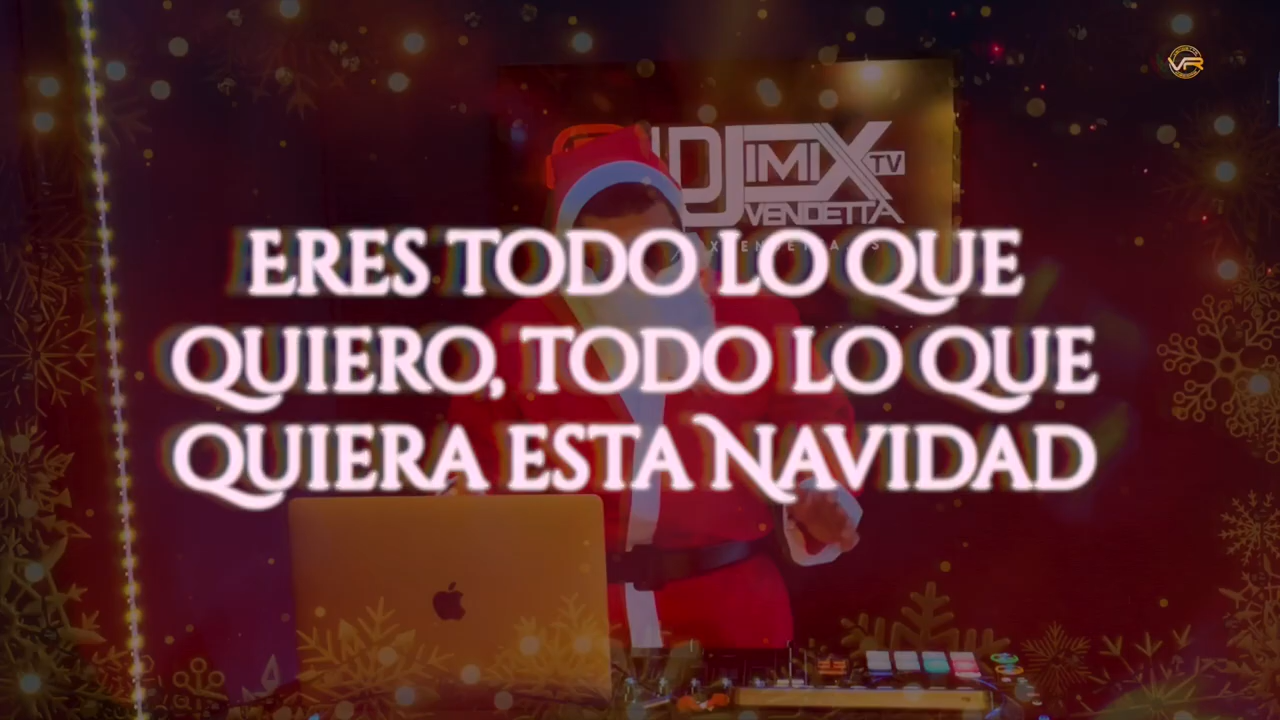 VR
DJ IMIX TV
VENDETTA
ERES TODO LO QUE
QUIERO, TODO LO QUE
QUIERA ESTA NAVIDAD